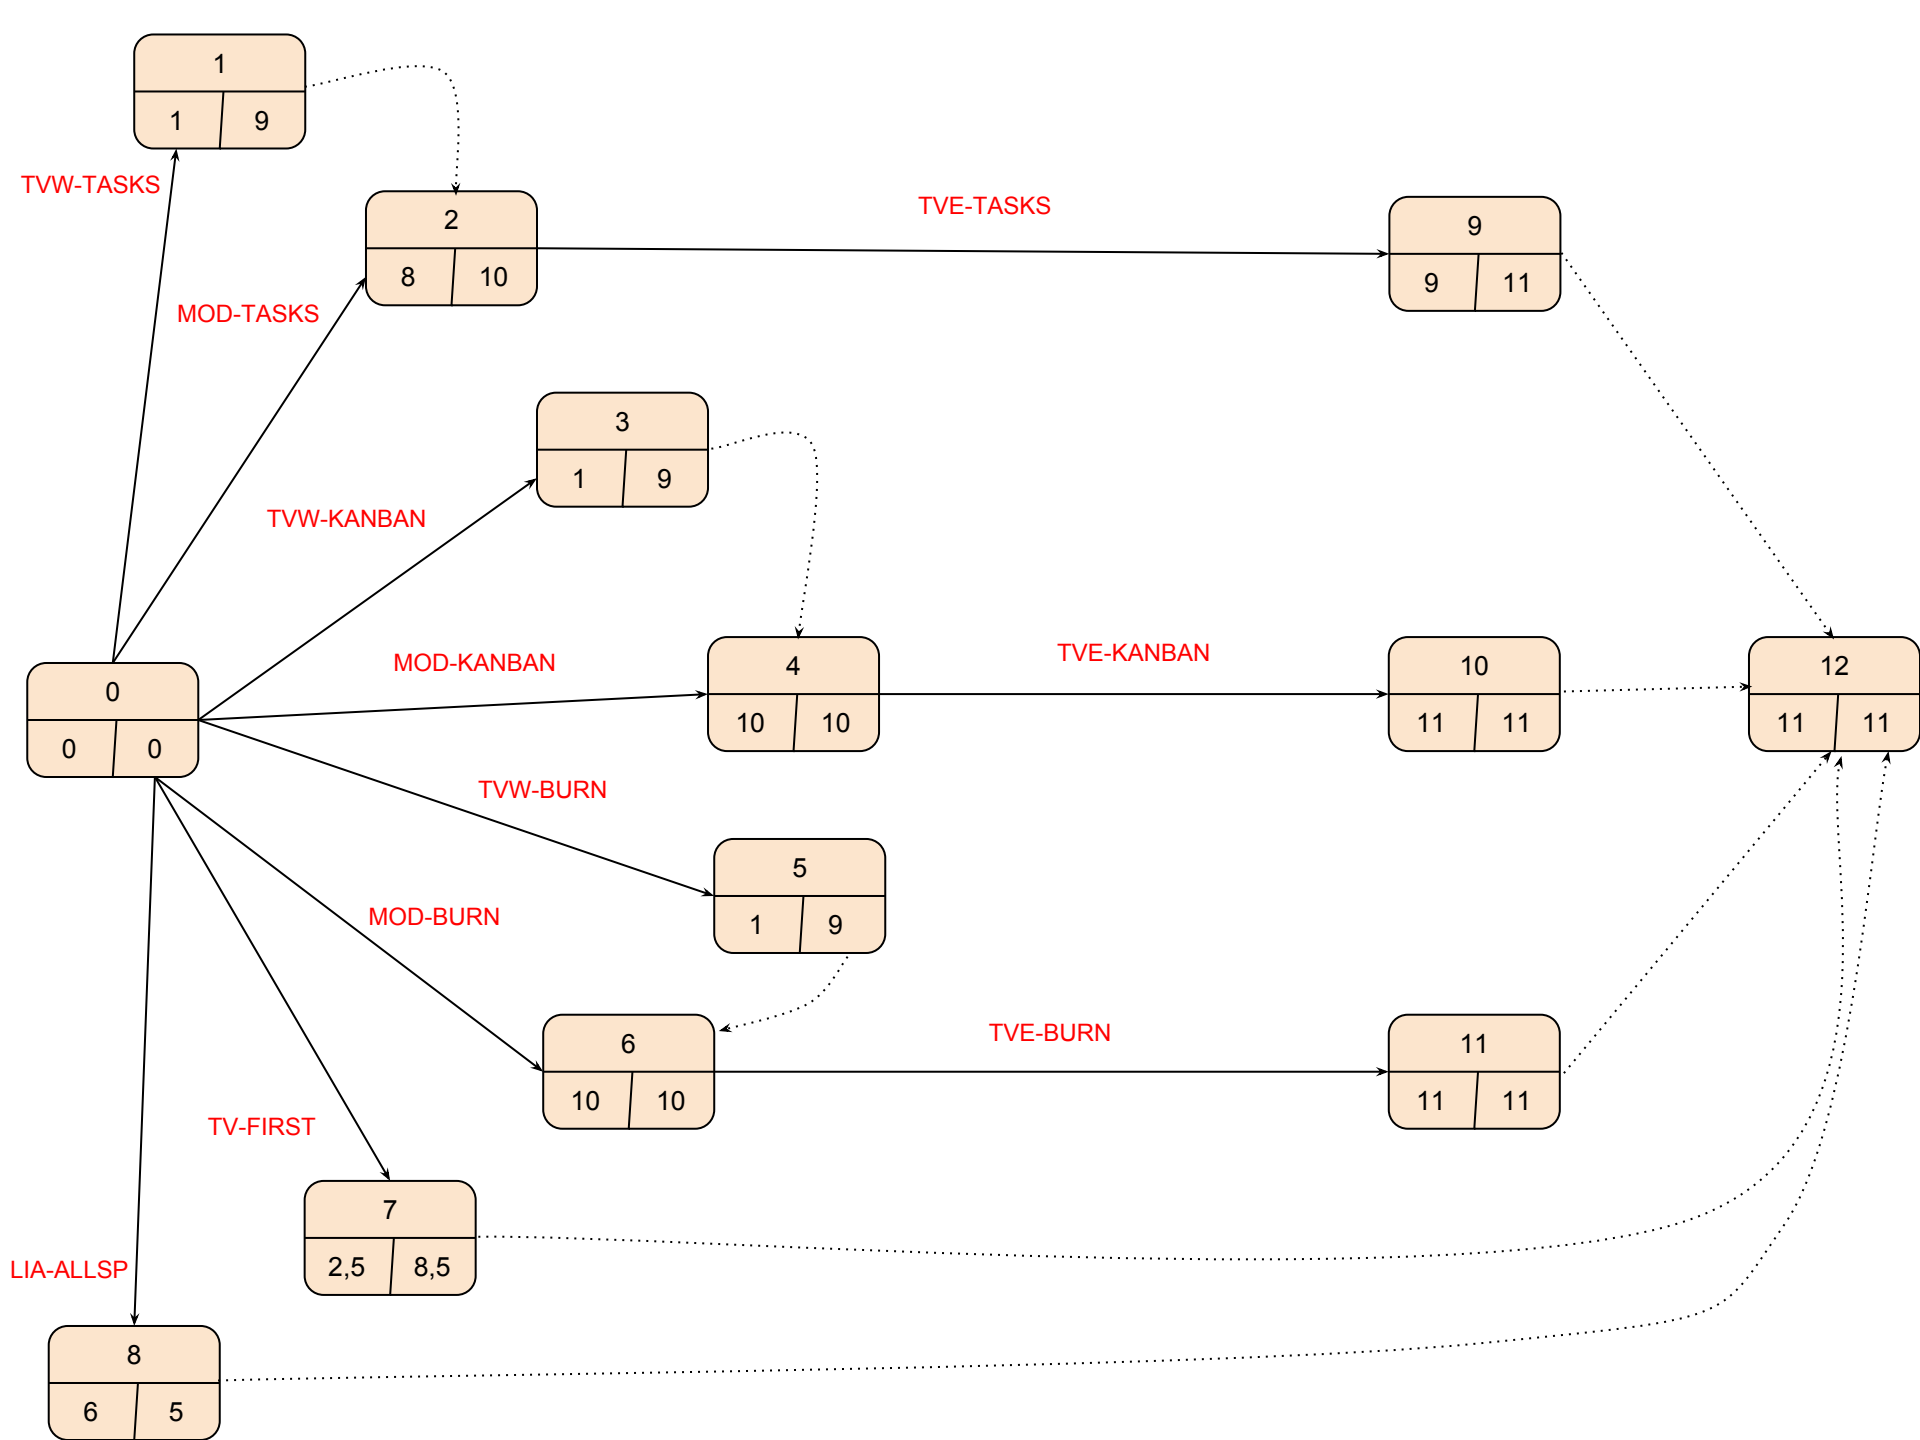 1
1 9
TVW-TASKS
2
8 10
TVE-TASKS
9
9 11
MOD-TASKS
3
1 9
TVW-KANBAN
MOD-KANBAN
4
10 10
TVE-KANBAN
10
11 11
12
11 11
0
0 0
TVW-BURN
5
1 9
MOD-BURN
6
10 10
TVE-BURN
11
11 11
TV-FIRST
7
2,5 8,5
LIA-ALLSP
8
6 5